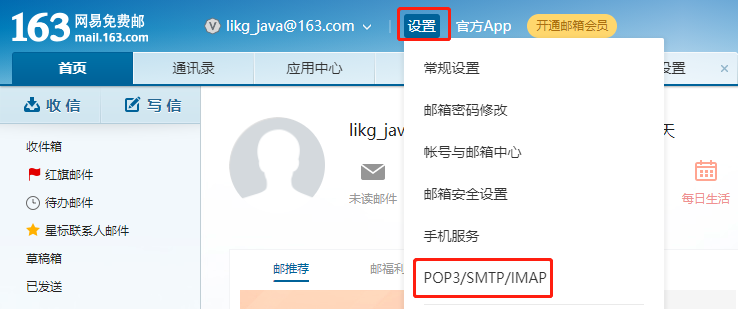 163 网易免费邮
mail.163.com
likg_java@163.com
设置
官方App
开通邮箱会员
首页
通讯录
应用中心
设置
收信
写信
常规设置
邮箱密码修改
帐号与邮箱中心
邮箱安全设置
手机服务
POP3/SMTP/IMAP
收件箱
红旗邮件
待办邮件
星标联系人邮件
草稿箱
已发送
likg_jav
天
未读邮件
每日生活
邮推荐
邮福利